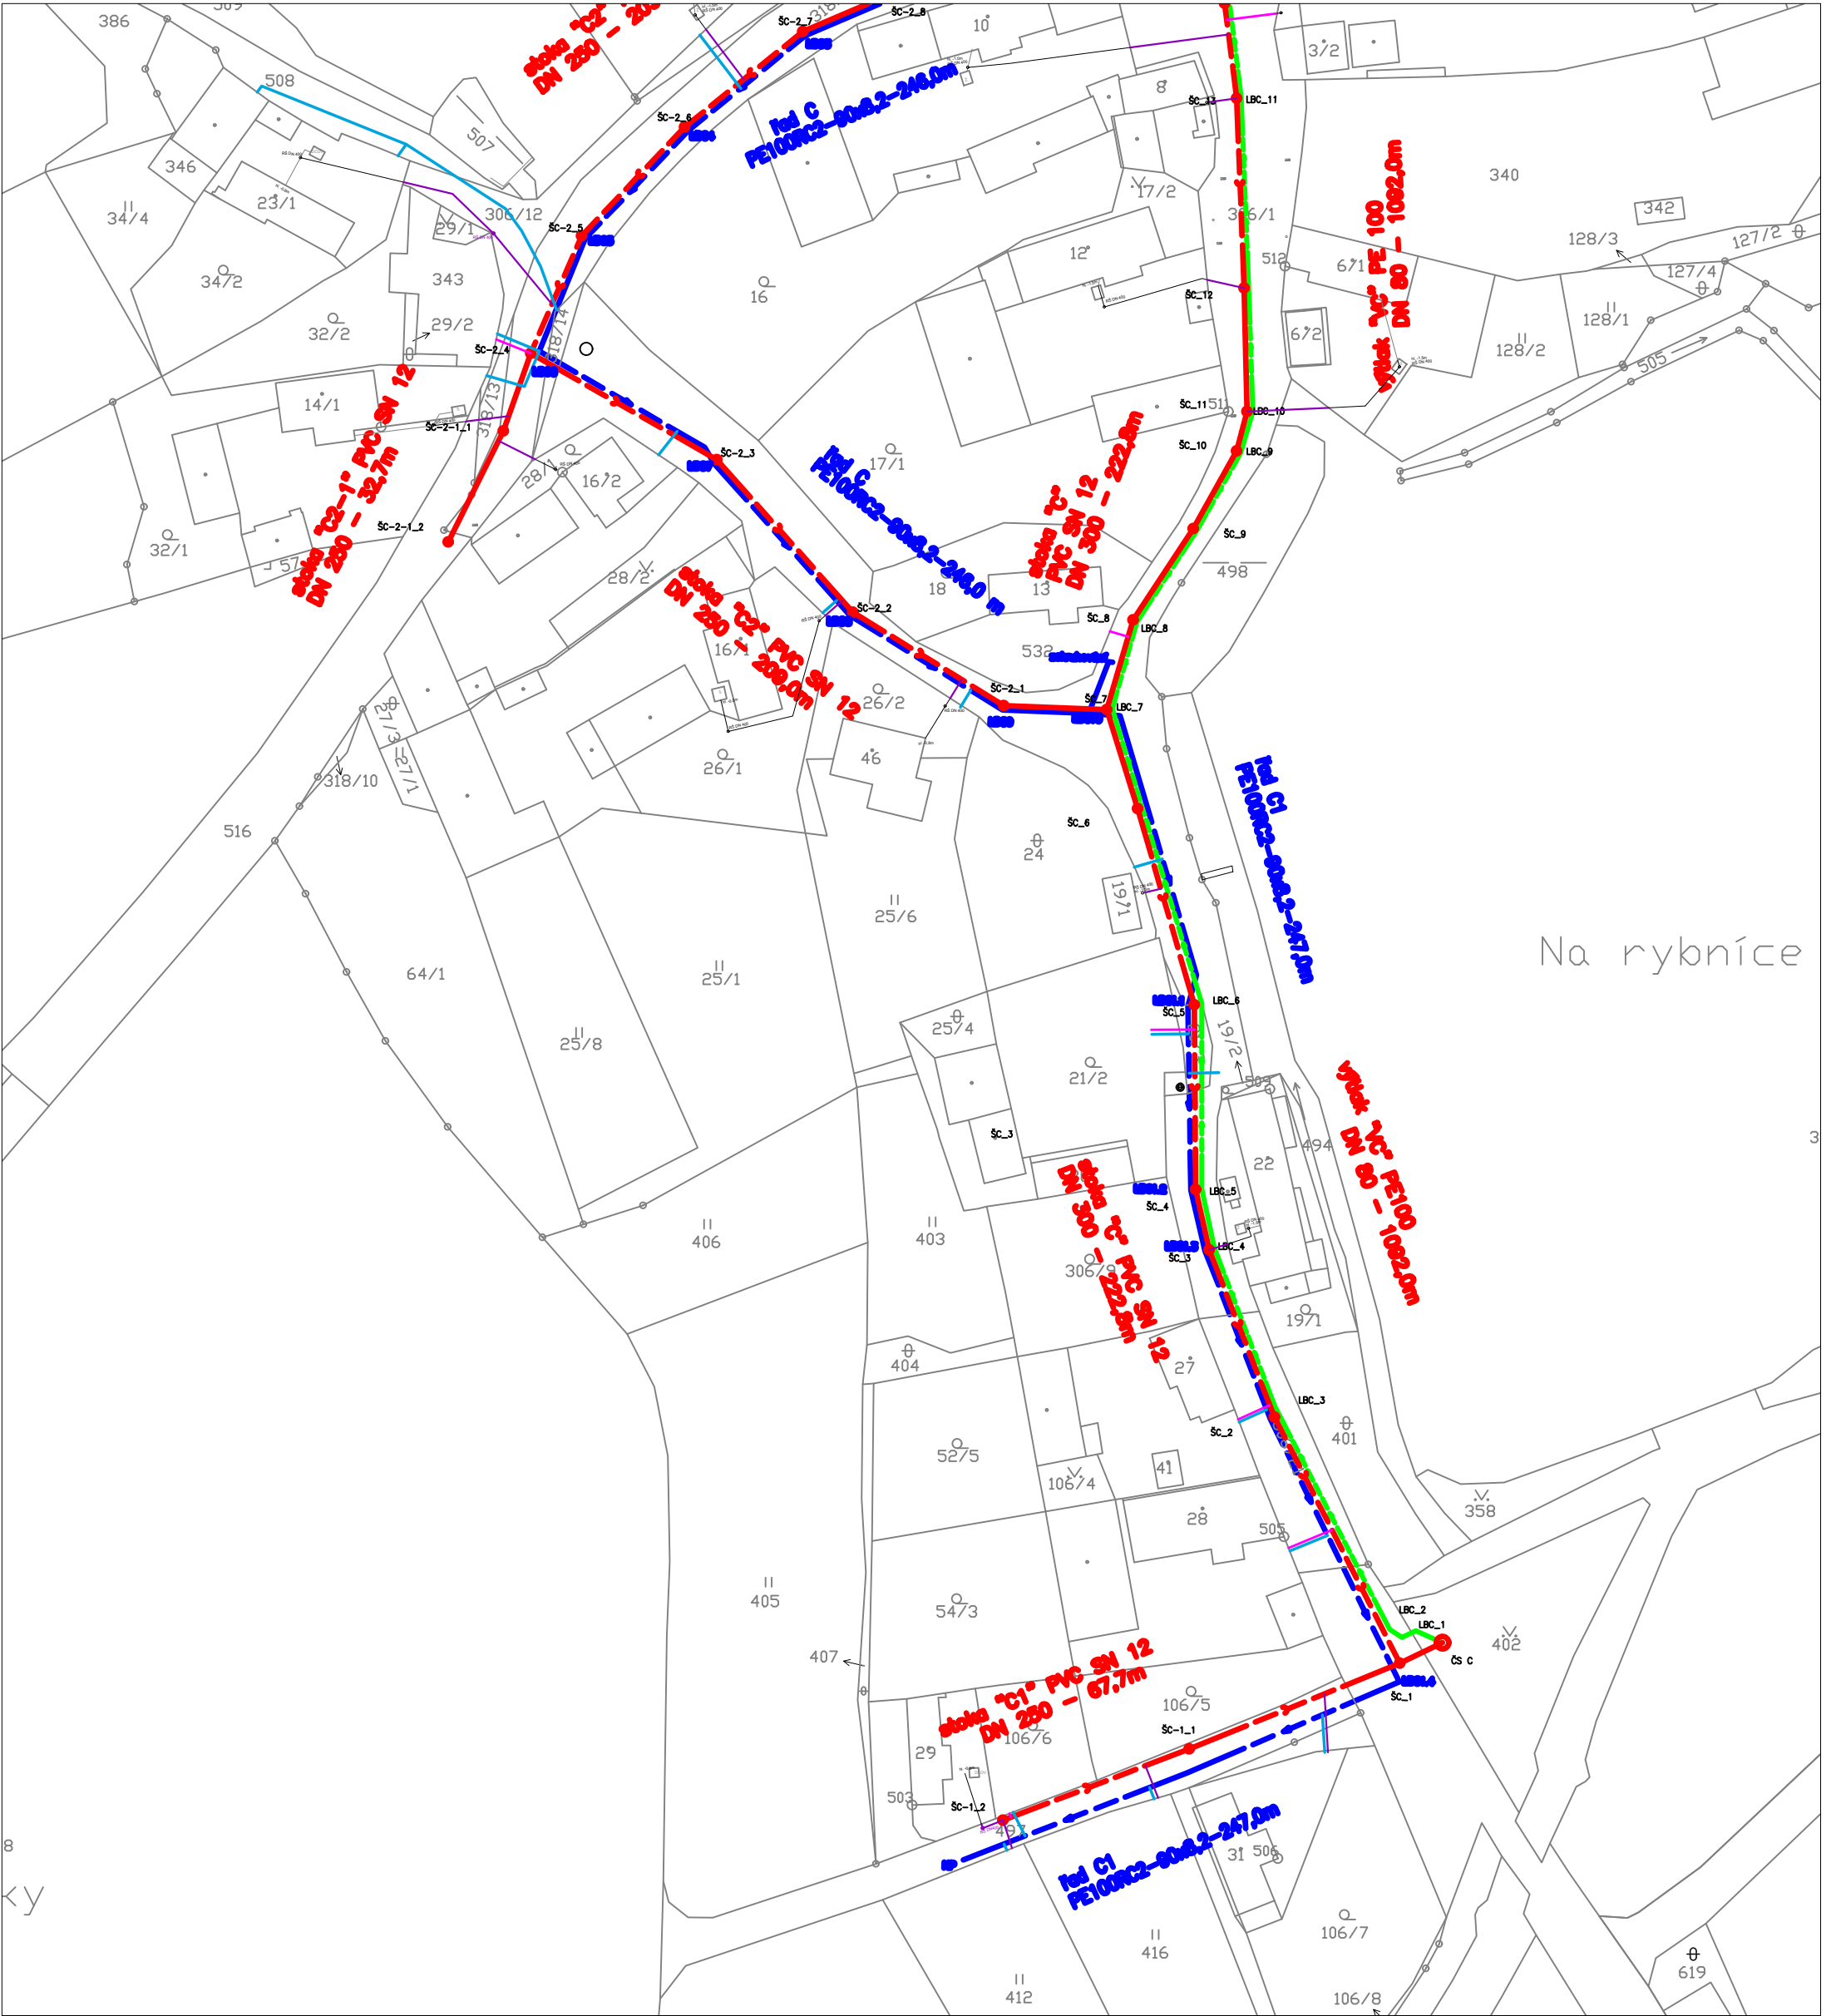 386
508
507
346
23/1
34/4
34/2
32/2
29/1
343
29/2
306/12
14/1
32/1
57
stoka "C2-1" PVC SN 12
DN 250 - 32,7m
ŠC-2_7
ŠC-2_8
ŠC-2_6
ŠC-2_5
ŠC-2_4
ŠC-2-1_1
ŠC-2-1_2
ŠC-2_3
ŠC-2_2
ŠC-2_1
318/14
318/13
řad C
PE100RC2-90x8,2-246,0m
10
8
3/2
17/2
306/1
12
16
340
342
128/3
127/2
127/4
128/1
128/2
505
512
6/1
6/2
511
ŠC_13
LBC_11
ŠC_12
ŠC_11
LBC_10
ŠC_10
LBC_9
ŠC_9
498
výtlak "VC" PE 100
DN 80 - 1082,0m
17/1
řad C
PE100RC2-90x8,2-246,0 m
stoka "C"
PVC SN 12
DN 300 - 222,8m
18
13
532
ŠC_8
LBC_8
ŠC_7
LBC_7
28/1
16/2
28/2
stoka "C2" PVC SN 12
DN 250 - 209,0m
16/1
26/2
26/1
46
27/3
27/1
318/10
516
64/1
25/8
25/1
25/6
24
ŠC_6
19/1
řad C1
PE100RC2-90x8,2-247,0m
Na rybníce
LBC_6
ŠC_5
25/4
21/2
19/2
509
494
22
ŠC_3
LBC_5
ŠC_4
LBC_4
ŠC_3
výtlak "VC" PE100
DN 80 - 1082,0m
stoka "C" PVC SN 12
DN 300 - 222,8m
406
403
306/9
19/1
404
27
LBC_3
ŠC_2
401
52/5
106/4
41
28
505
358
405
54/3
407
LBC_2
LBC_1
402
ČS C
ŠC_1
stoka "C1" PVC SN 12
DN 250 - 67,7m
106/5
106/6
ŠC-1_1
29
503
ŠC-1_2
497
KP
řad C1
PE100RC2-90x8,2-247,0m
31
506
8
ky
416
106/7
412
106/8
619